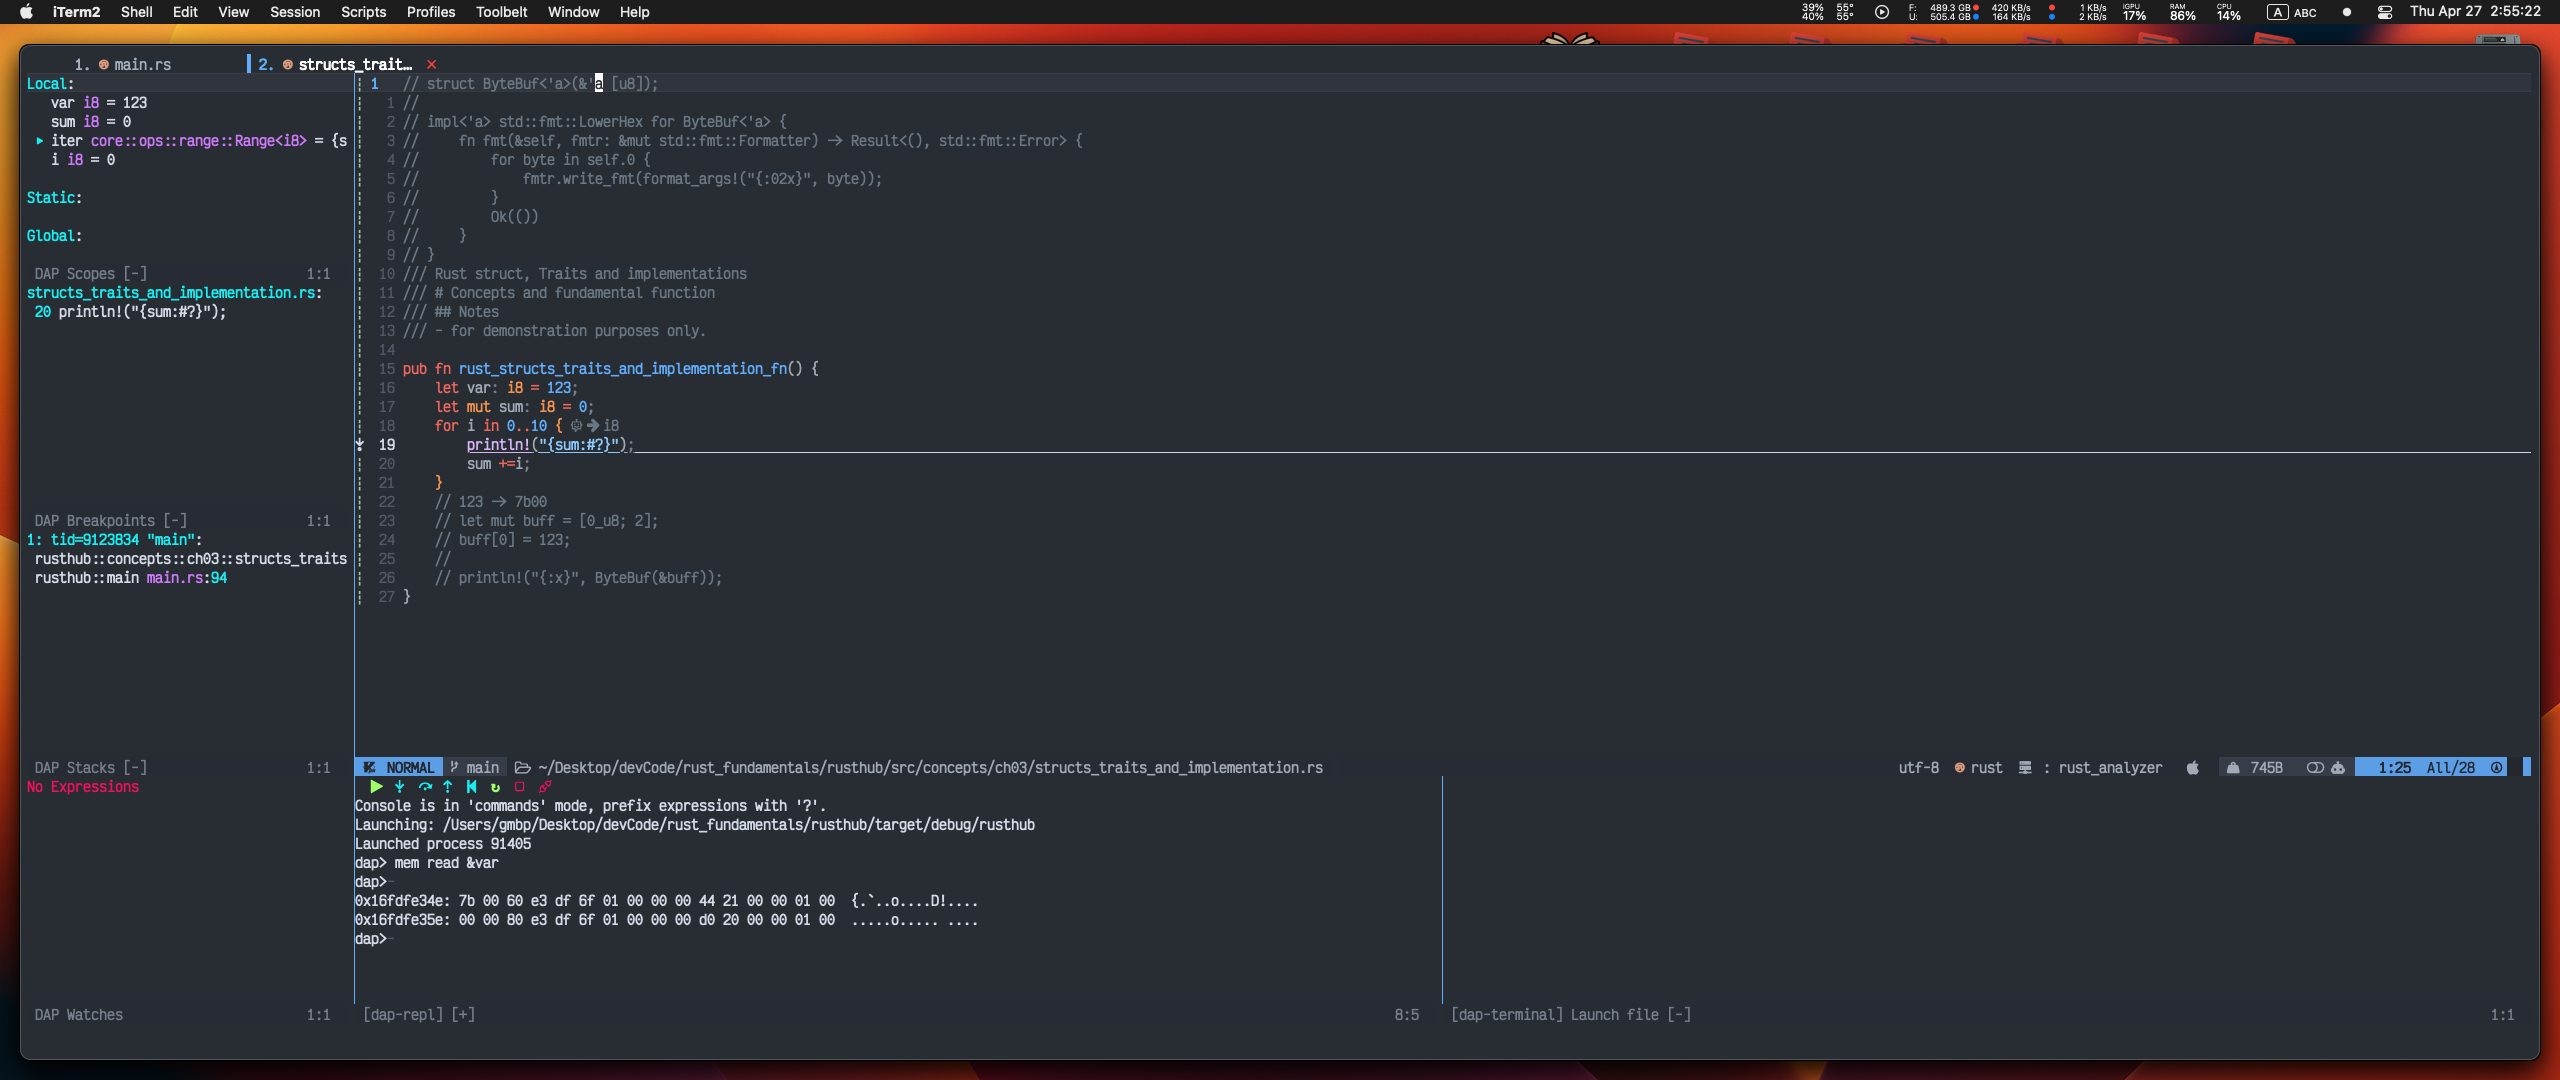 iTerm2 Shell Edit View Session Scripts Profiles Toolbelt Window Help
39% 55° F: 489.3 GB 420 KB/s 1 KB/s iGPU RAM CPU
40% 55° U: 505.4 GB 164 KB/s 2 KB/s 17% 86% 14% A ABC Thu Apr 27 2:55:22
1. main.rs 2. structs_trait…
Local:
var i8 = 123
sum i8 = 0
iter core::ops::range::Range<i8> = {s
i i8 = 0
Static:
Global:
DAP Scopes [-] 1:1
structs_traits_and_implementation.rs:
20 println!("{sum:#?}");
DAP Breakpoints [-] 1:1
1: tid=9123834 "main":
rusthub::concepts::ch03::structs_traits
rusthub::main main.rs:94
DAP Stacks [-] 1:1
No Expressions
DAP Watches 1:1
1 // struct ByteBuf<'a>(&'a [u8]);
1 //
2 // impl<'a> std::fmt::LowerHex for ByteBuf<'a> {
3 //     fn fmt(&self, fmtr: &mut std::fmt::Formatter) -> Result<(), std::fmt::Error> {
4 //         for byte in self.0 {
5 //             fmtr.write_fmt(format_args!("{:02x}", byte));
6 //         }
7 //         Ok(())
8 //     }
9 // }
10 /// Rust struct, Traits and implementations
11 /// # Concepts and fundamental function
12 /// ## Notes
13 /// - for demonstration purposes only.
14
15 pub fn rust_structs_traits_and_implementation_fn() {
16     let var: i8 = 123;
17     let mut sum: i8 = 0;
18     for i in 0..10 { i8
19         println!("{sum:#?}");
20         sum +=i;
21     }
22     // 123 -> 7b00
23     // let mut buff = [0_u8; 2];
24     // buff[0] = 123;
25     //
26     // println!("{:x}", ByteBuf(&buff));
27 }
NORMAL main ~/Desktop/devCode/rust_fundamentals/rusthub/src/concepts/ch03/structs_traits_and_implementation.rs utf-8 rust : rust_analyzer 745B 1:25 All/28
Console is in 'commands' mode, prefix expressions with '?'.
Launching: /Users/gmbp/Desktop/devCode/rust_fundamentals/rusthub/target/debug/rusthub
Launched process 91405
dap> mem read &var
dap>
0x16fdfe34e: 7b 00 60 e3 df 6f 01 00 00 00 44 21 00 00 01 00  {.`..o....D!....
0x16fdfe35e: 00 00 80 e3 df 6f 01 00 00 00 d0 20 00 00 01 00  .....o..... ....
dap>
[dap-repl] [+] 8:5 [dap-terminal] Launch file [-] 1:1